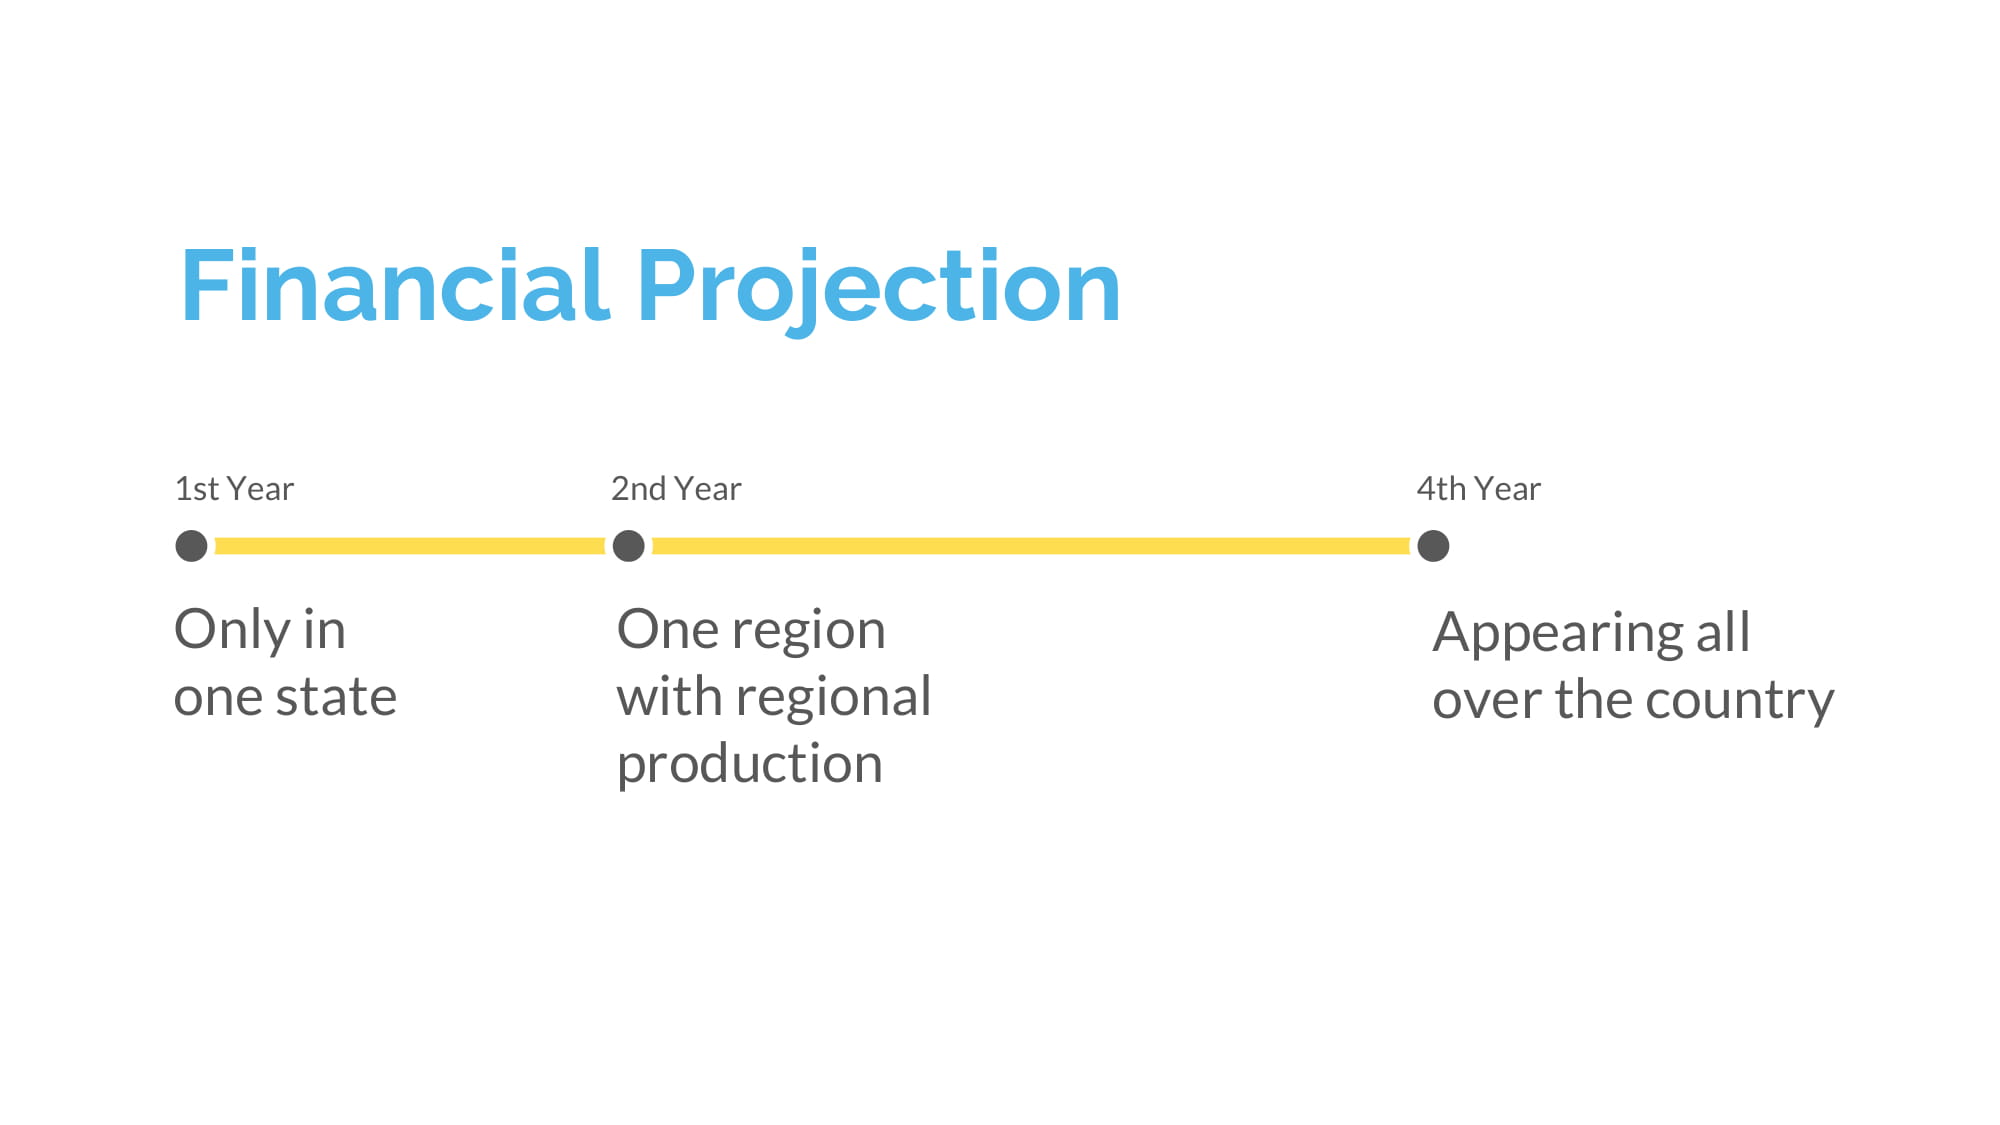 Financial Projection
1st Year
2nd Year
4th Year
Only in
one state
One region
with regional
production
Appearing all
over the country